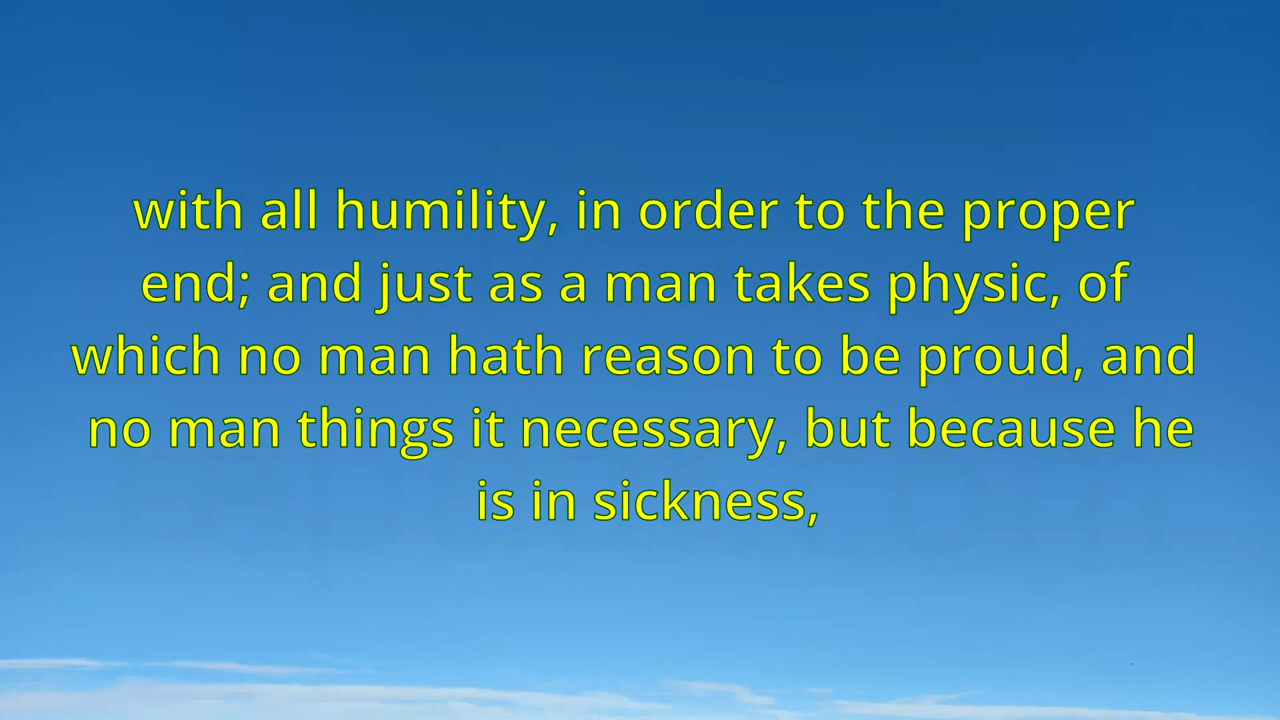 with all humility, in order to the proper
end; and just as a man takes physic, of
which no man hath reason to be proud, and
no man things it necessary, but because he
is in sickness,